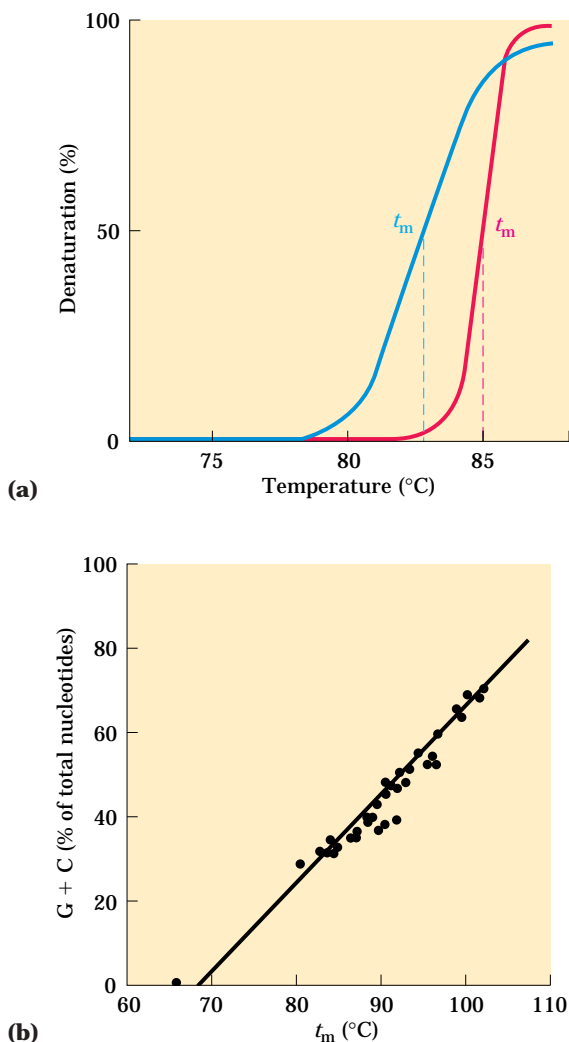 Denaturation (%)
100
50
0
t_m
t_m
75
80
85
Temperature (°C)
(a)
G + C (% of total nucleotides)
100
80
60
40
20
0
60
70
80
90
100
110
t_m (°C)
(b)